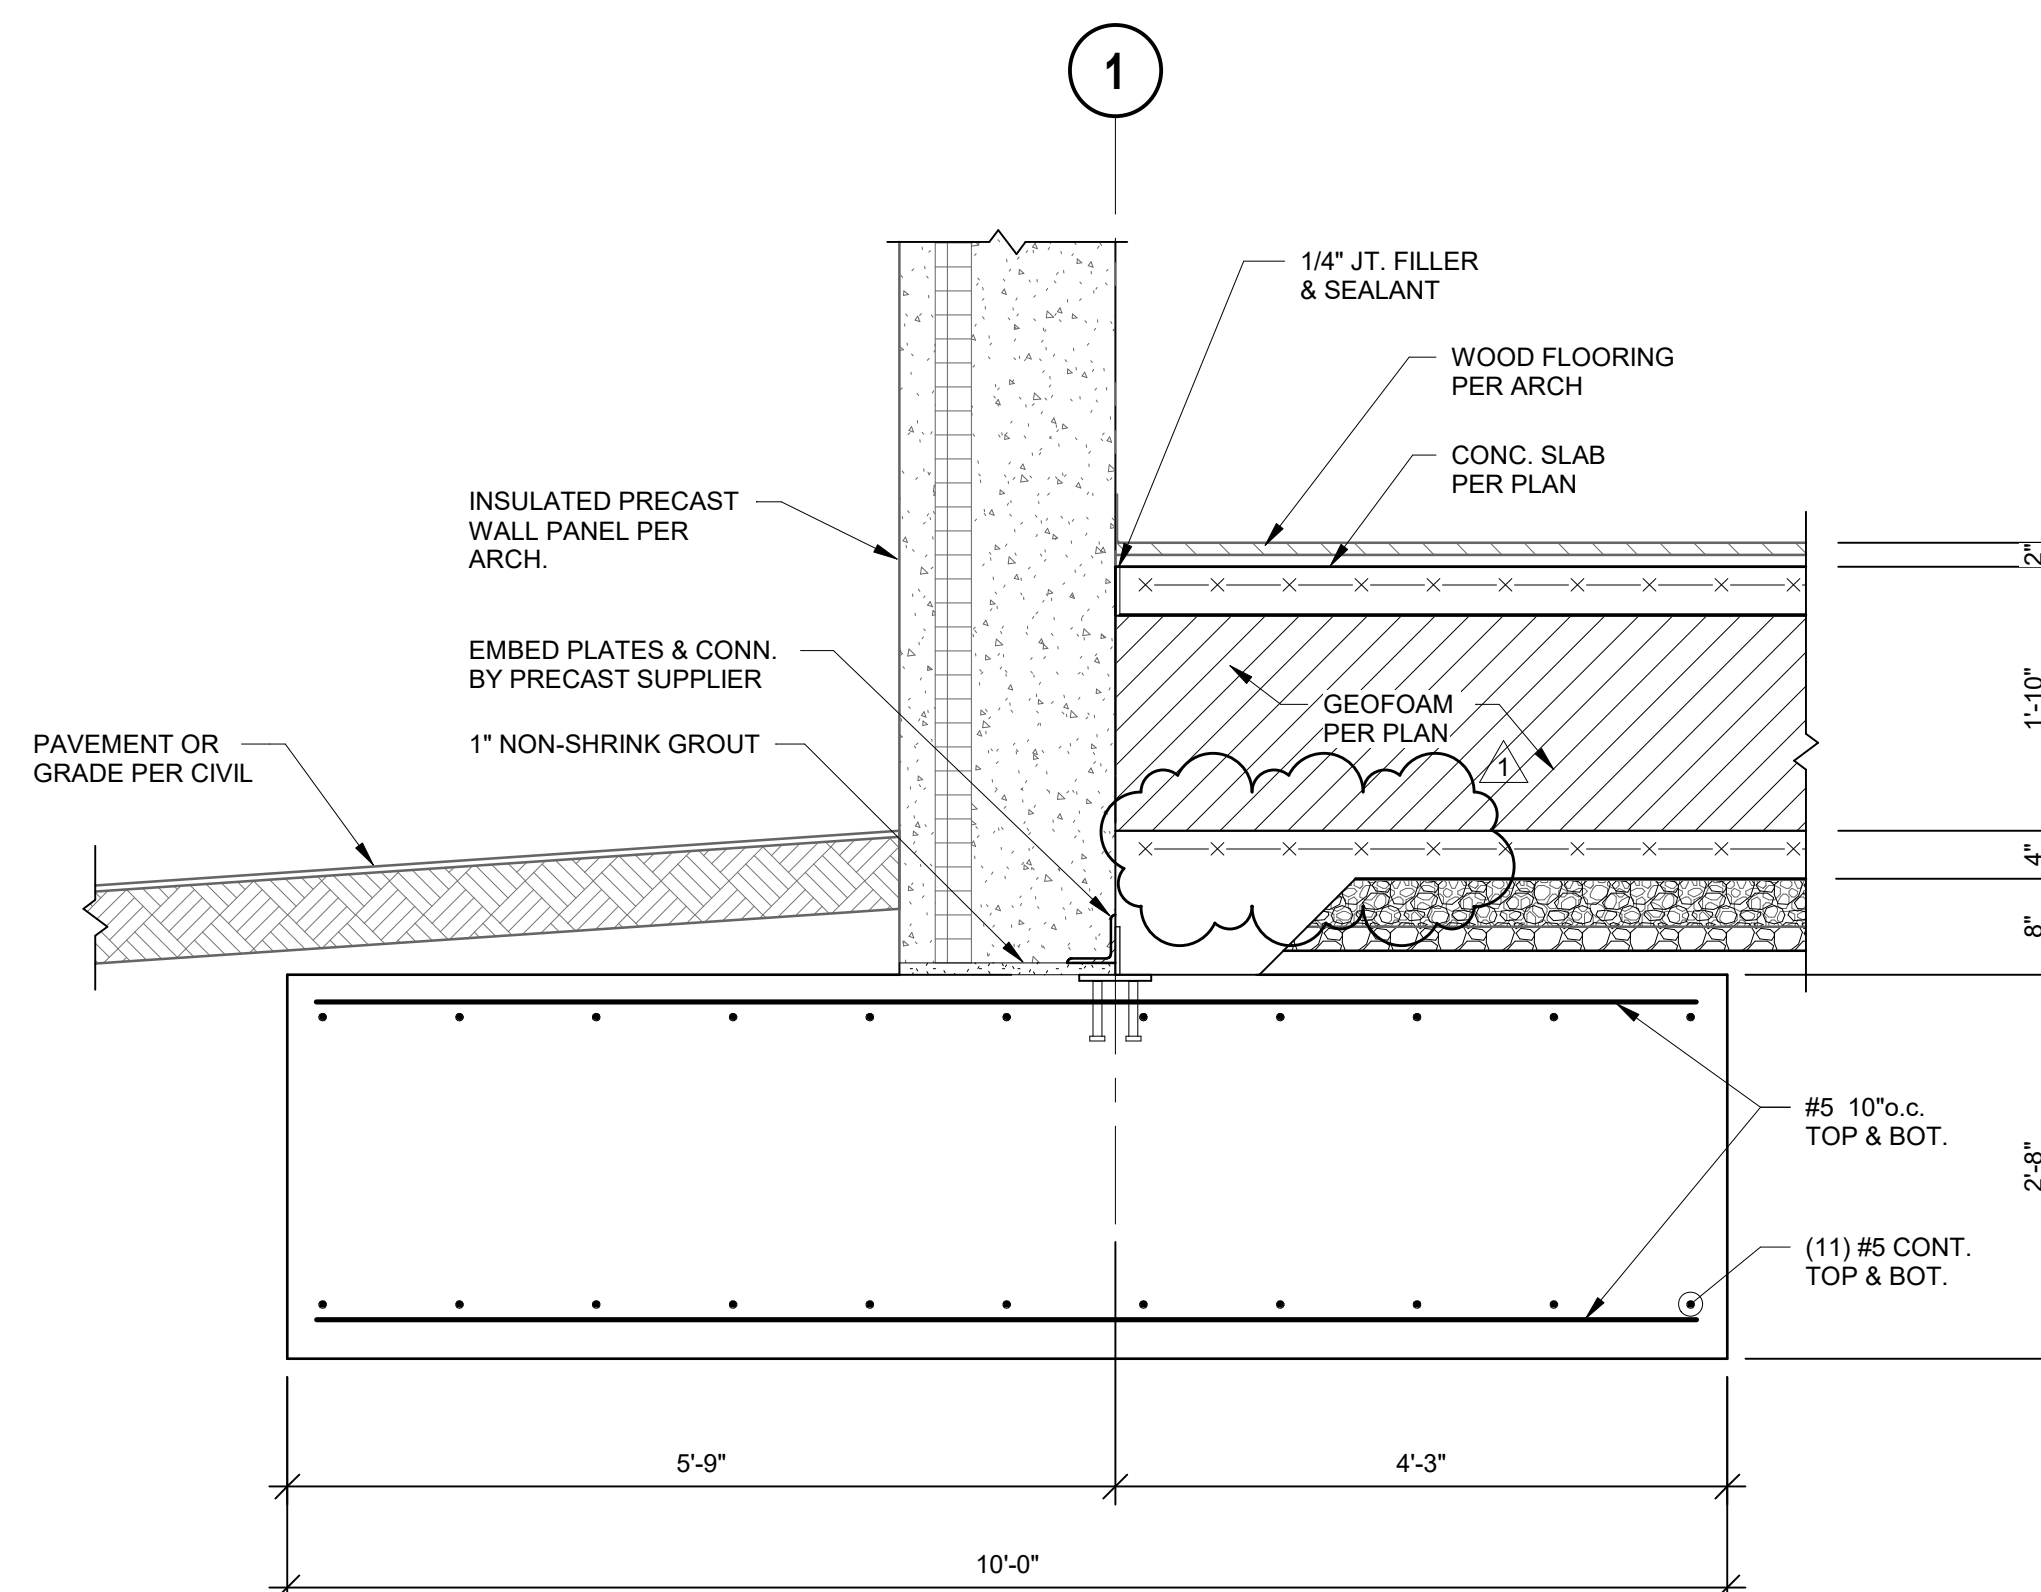 1
1/4" JT. FILLER
& SEALANT
WOOD FLOORING
PER ARCH
CONC. SLAB
PER PLAN
INSULATED PRECAST
WALL PANEL PER
ARCH.
2"
EMBED PLATES & CONN.
BY PRECAST SUPPLIER
1'-10"
GEOFOAM
PER PLAN
1
PAVEMENT OR
GRADE PER CIVIL
1" NON-SHRINK GROUT
4"
8"
#5 10"o.c.
TOP & BOT.
2'-8"
(11) #5 CONT.
TOP & BOT.
5'-9"
4'-3"
10'-0"